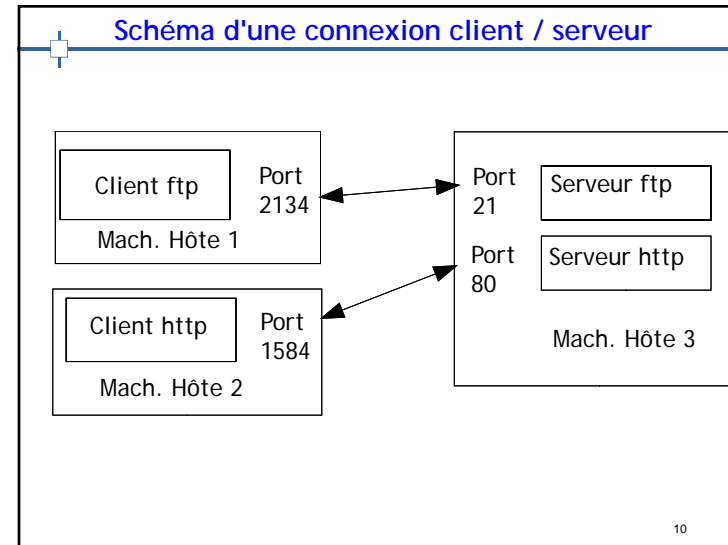 Schéma d'une connexion client / serveur
Client ftp
Port
2134
Mach. Hôte 1
Port
21
Serveur ftp
Port
80
Serveur http
Client http
Port
1584
Mach. Hôte 2
Mach. Hôte 3
10